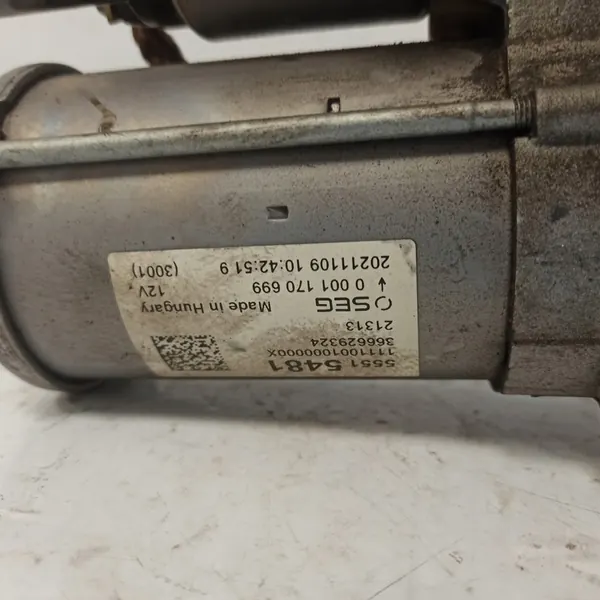 5551 5481
1111001000000X
366629324
21313
SEG Made in Hungary
0 001 170 699 12V
20211109 10:42:51 9 (3001)